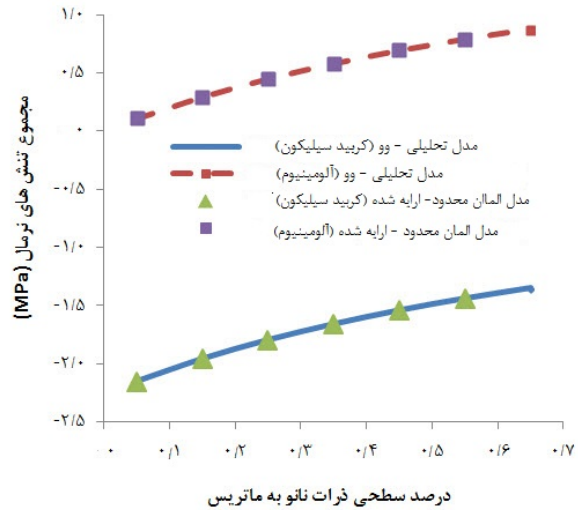 ۱/۰
۰/۵
۰/۰
-۰/۵
-۱/۰
-۱/۵
-۲/۰
-۲/۵
مجموع تنش های نرمال (MPa)
مدل تحلیلی - وو (کربید سیلیکون)
مدل تحلیلی - وو (آلومینیوم)
مدل الماان محدود- ارایه شده (کربید سیلیکون)
مدل المان محدود - ارایه شده (آلومینیوم)
۰/۰ ۰/۱ ۰/۲ ۰/۳ ۰/۴ ۰/۵ ۰/۶ ۰/۷
درصد سطحی ذرات نانو به ماتریس